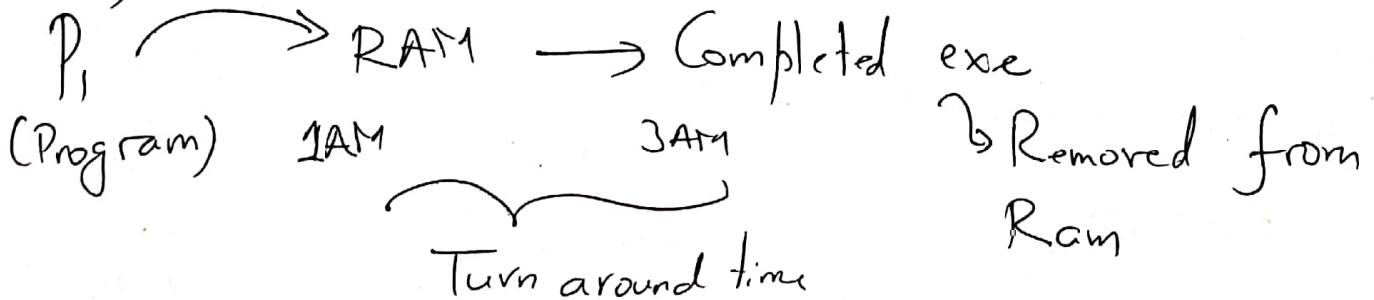 P₁ → RAM → Completed exe
(Program) 1AM 3AM ↳ Removed from
Ram
Turn around time